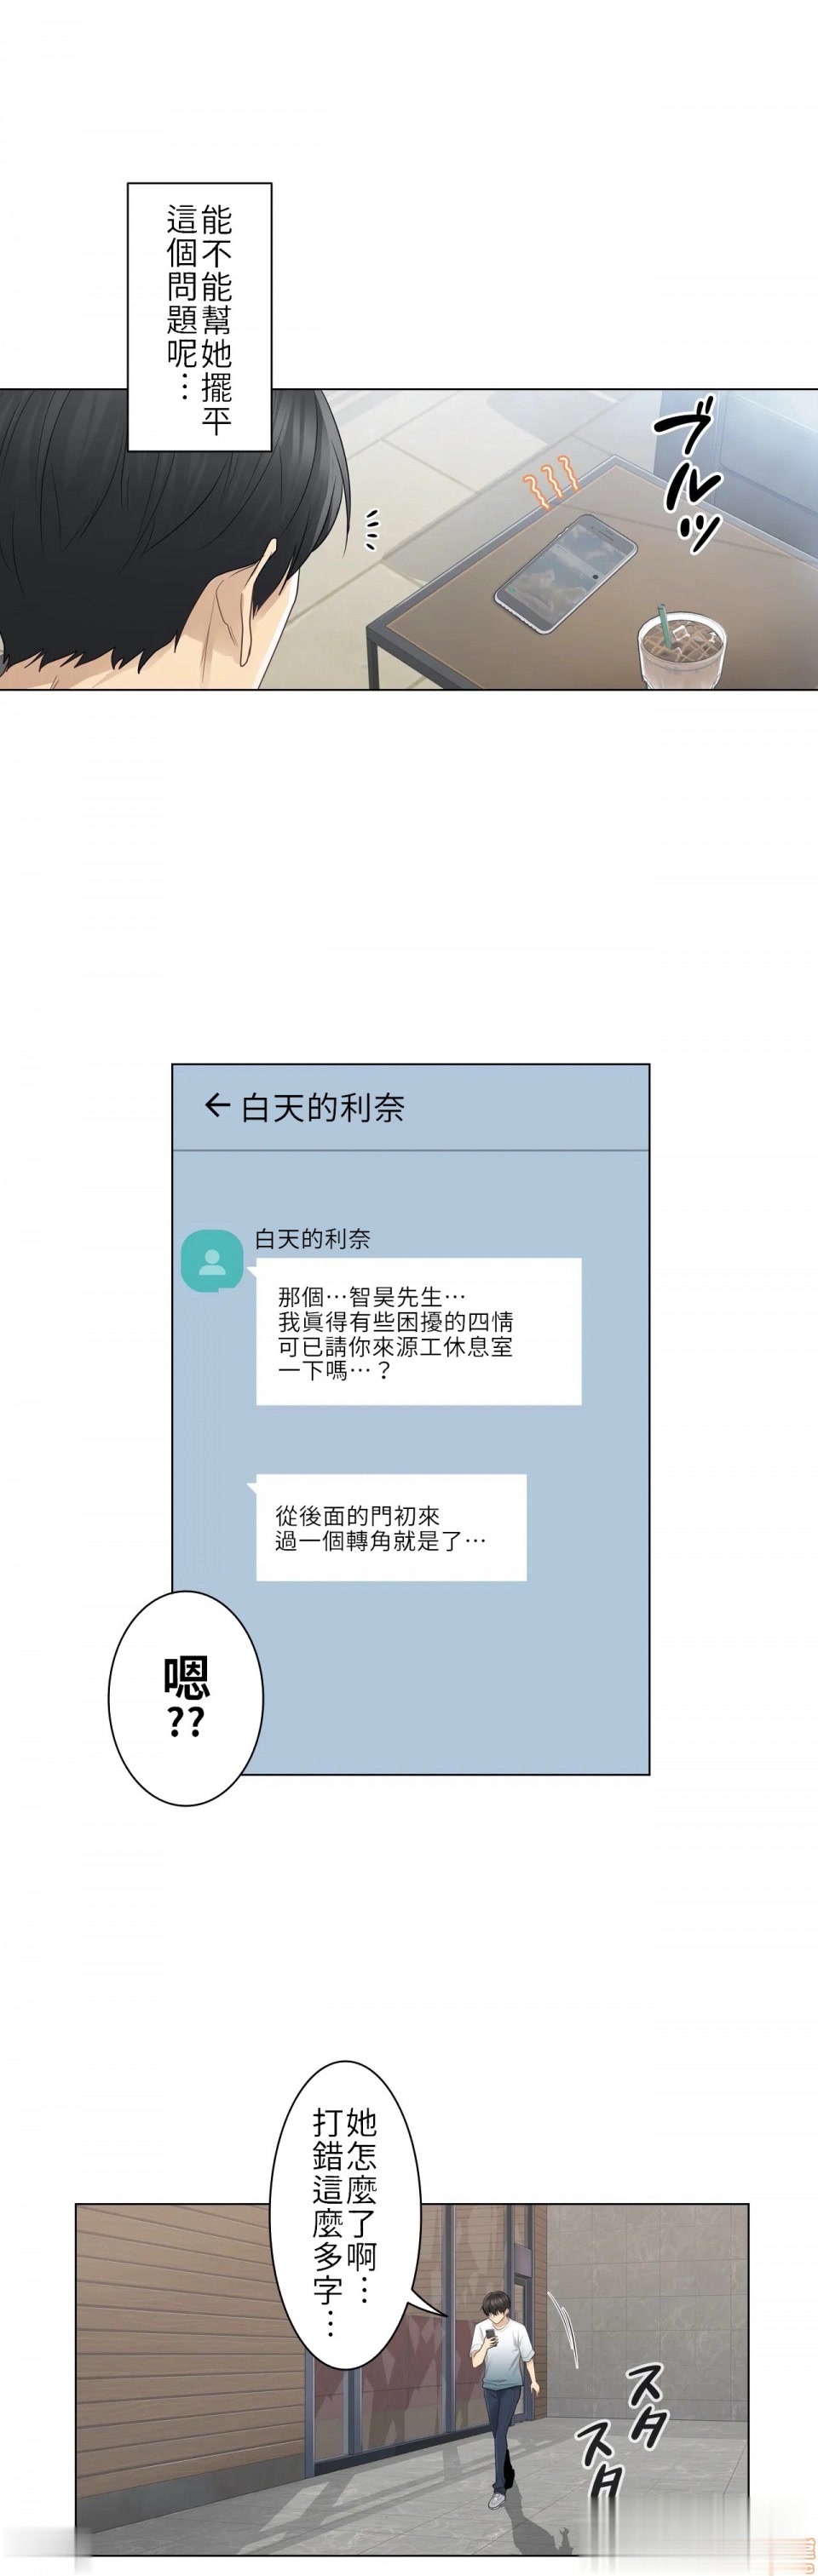 能不能幫她擺平
這個問題呢⋯
ブルルッ
←白天的利奈
白天的利奈
那個⋯智昊先生⋯
我眞得有些困擾的四情
可已請你來源工休息室
一下嗎⋯？
從後面的門初來
過一個轉角就是了⋯
嗯
??
她怎麼了啊⋯
打錯這麼多字⋯
スタ
スタ